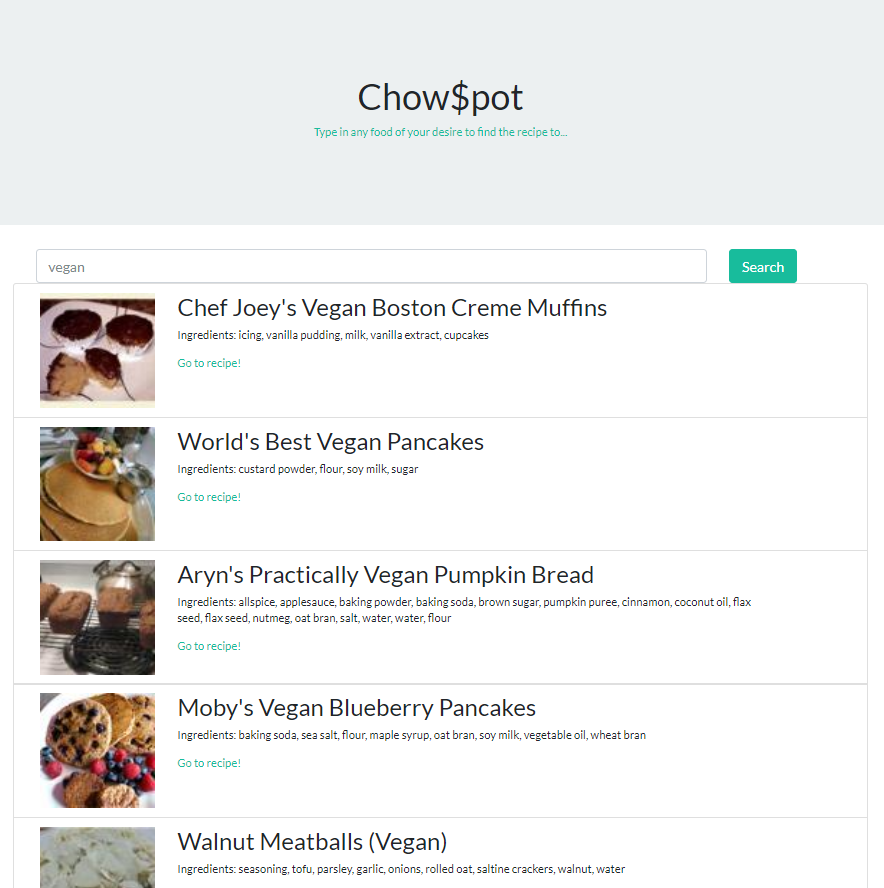 Chow$pot
Type in any food of your desire to find the recipe to...
vegan
Search
Chef Joey's Vegan Boston Creme Muffins
Ingredients: icing, vanilla pudding, milk, vanilla extract, cupcakes
Go to recipe!
World's Best Vegan Pancakes
Ingredients: custard powder, flour, soy milk, sugar
Go to recipe!
Aryn's Practically Vegan Pumpkin Bread
Ingredients: allspice, applesauce, baking powder, baking soda, brown sugar, pumpkin puree, cinnamon, coconut oil, flax
seed, flax seed, nutmeg, oat bran, salt, water, water, flour
Go to recipe!
Moby's Vegan Blueberry Pancakes
Ingredients: baking soda, sea salt, flour, maple syrup, oat bran, soy milk, vegetable oil, wheat bran
Go to recipe!
Walnut Meatballs (Vegan)
Ingredients: seasoning, tofu, parsley, garlic, onions, rolled oat, saltine crackers, walnut, water